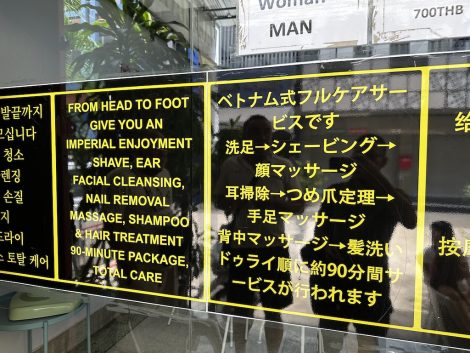 Woman
MAN
700THB
발끝까지
모십니다
청소
렌징
손질
지
드라이
스 토탈 케어
FROM HEAD TO FOOT
GIVE YOU AN
IMPERIAL ENJOYMENT
SHAVE, EAR
FACIAL CLEANSING,
NAIL REMOVAL
MASSAGE, SHAMPOO
& HAIR TREATMENT
90-MINUTE PACKAGE,
TOTAL CARE
ベトナム式フルケアサー
ビスです
洗足→シェービング→
顔マッサージ
耳掃除→つめ爪定理→
手足マッサージ
背中マッサージ→髪洗い
ドゥライ順に約90分間サ
ービスが行われます
给
按摩